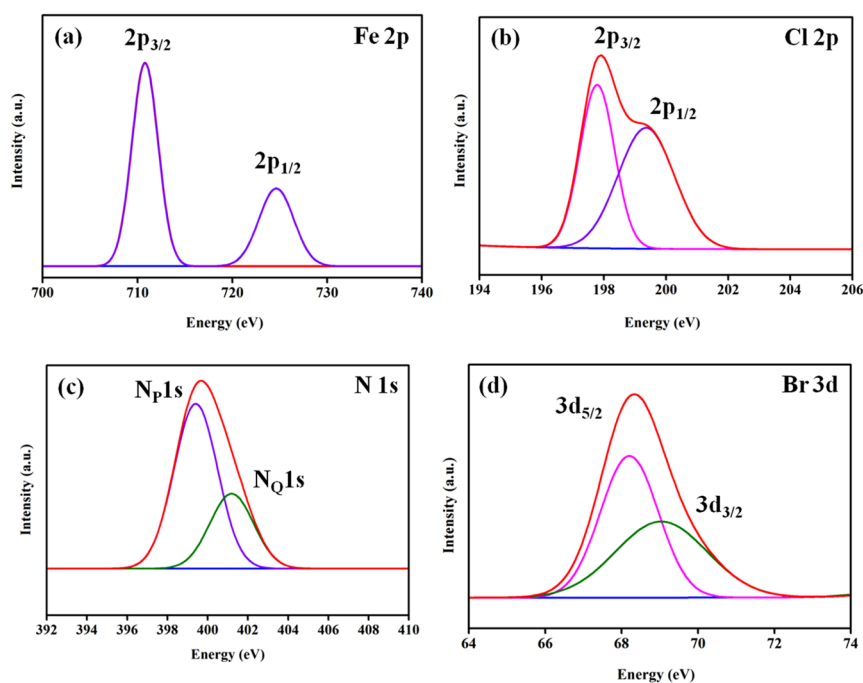 (a) 2p3/2 Fe 2p
2p1/2
Intensity (a.u.)
700 710 720 730 740
Energy (eV)
(b) 2p3/2 Cl 2p
2p1/2
Intensity (a.u.)
194 196 198 200 202 204 206
Energy (eV)
(c) NP1s N 1s
NQ1s
Intensity (a.u.)
392 394 396 398 400 402 404 406 408 410
Energy (eV)
(d) Br 3d
3d5/2
3d3/2
Intensity (a.u.)
64 66 68 70 72 74
Energy (eV)